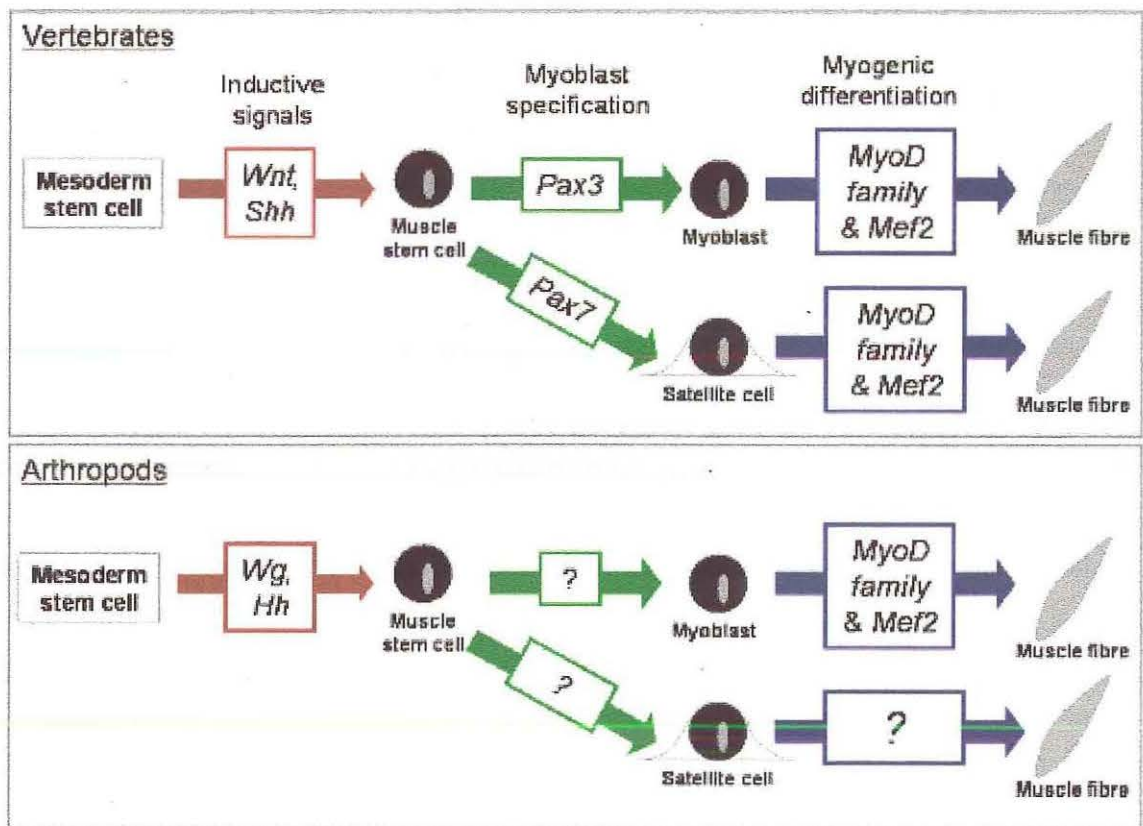 Vertebrates
Inductive
signals
Myoblast
specification
Myogenic
differentiation
Mesoderm
stem cell
Wnt,
Shh
Muscle
stem cell
Pax3
Myoblast
MyoD
family
& Mef2
Muscle fibre
Pax7
Satellite cell
MyoD
family
& Mef2
Muscle fibre
Arthropods
Mesoderm
stem cell
Wg,
Hh
Muscle
stem cell
?
Myoblast
MyoD
family
& Mef2
Muscle fibre
?
Satellite cell
?
Muscle fibre